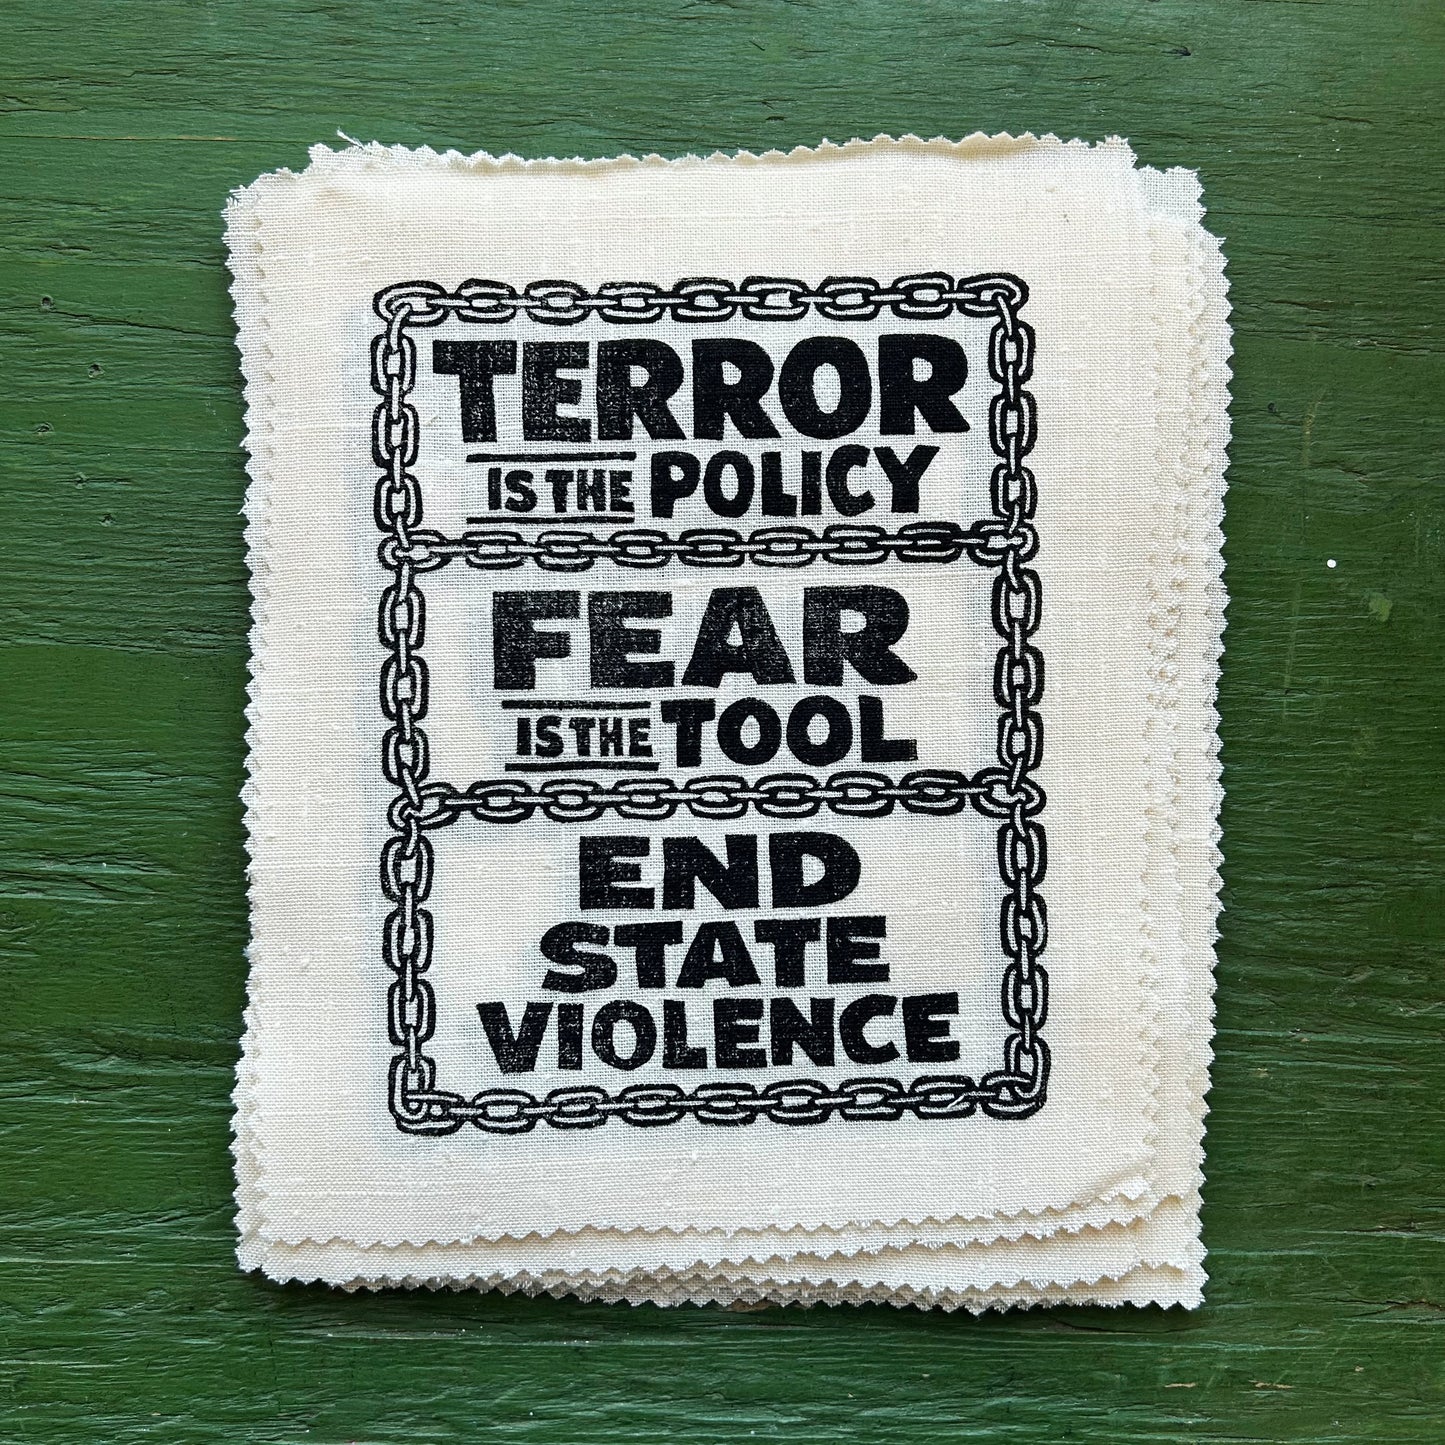 TERROR
IS THE POLICY
FEAR
IS THE TOOL
END
STATE
VIOLENCE